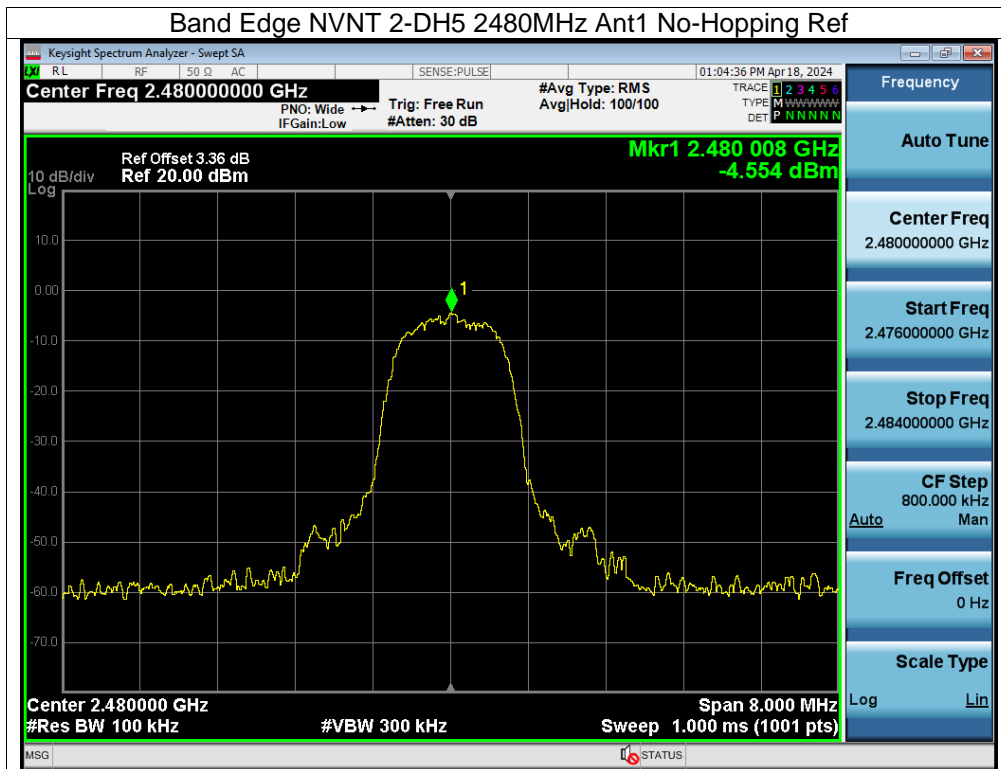 Band Edge NVNT 2-DH5 2480MHz Ant1 No-Hopping Ref
Keysight Spectrum Analyzer - Swept SA
LXI RL RF 50 Ω AC SENSE:PULSE 01:04:36 PM Apr 18, 2024
Center Freq 2.480000000 GHz
PNO: Wide
IFGain:Low
Trig: Free Run
#Atten: 30 dB
#Avg Type: RMS
Avg|Hold: 100/100
TRACE 1 2 3 4 5 6
TYPE M WWWWW
DET P N N N N N
Ref Offset 3.36 dB
Ref 20.00 dBm
10 dB/div
Log
Mkr1 2.480 008 GHz
-4.554 dBm
1
10.0
0.00
-10.0
-20.0
-30.0
-40.0
-50.0
-60.0
-70.0
Center 2.480000 GHz
Span 8.000 MHz
#Res BW 100 kHz
#VBW 300 kHz
Sweep 1.000 ms (1001 pts)
MSG
STATUS
Frequency
Auto Tune
Center Freq
2.480000000 GHz
Start Freq
2.476000000 GHz
Stop Freq
2.484000000 GHz
CF Step
800.000 kHz
Auto Man
Freq Offset
0 Hz
Scale Type
Log Lin